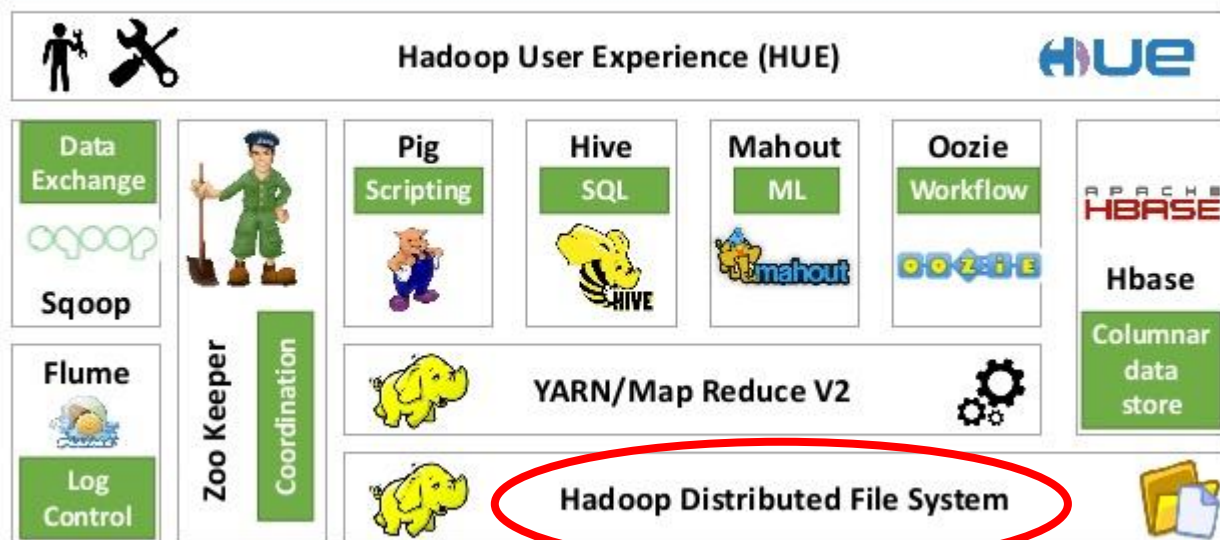 Hadoop User Experience (HUE)
HUE
Data
Exchange
sqoop
Sqoop
Flume
Log
Control
Zoo Keeper
Coordination
Pig
Scripting
Hive
SQL
HIVE
Mahout
ML
mahout
Oozie
Workflow
OOZiE
APACHE
HBASE
Hbase
Columnar
data
store
YARN/Map Reduce V2
Hadoop Distributed File System